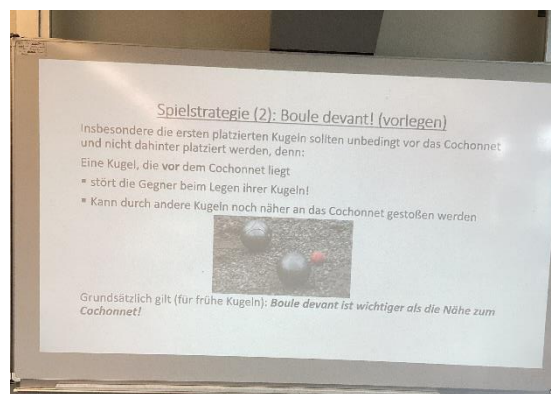 Spielstrategie (2): Boule devant! (vorlegen)
Insbesondere die ersten platzierten Kugeln sollten unbedingt vor das Cochonnet
und nicht dahinter platziert werden, denn:
Eine Kugel, die vor dem Cochonnet liegt
▪ stört die Gegner beim Legen ihrer Kugeln!
▪ Kann durch andere Kugeln noch näher an das Cochonnet gestoßen werden
Grundsätzlich gilt (für frühe Kugeln): Boule devant ist wichtiger als die Nähe zum
Cochonnet!